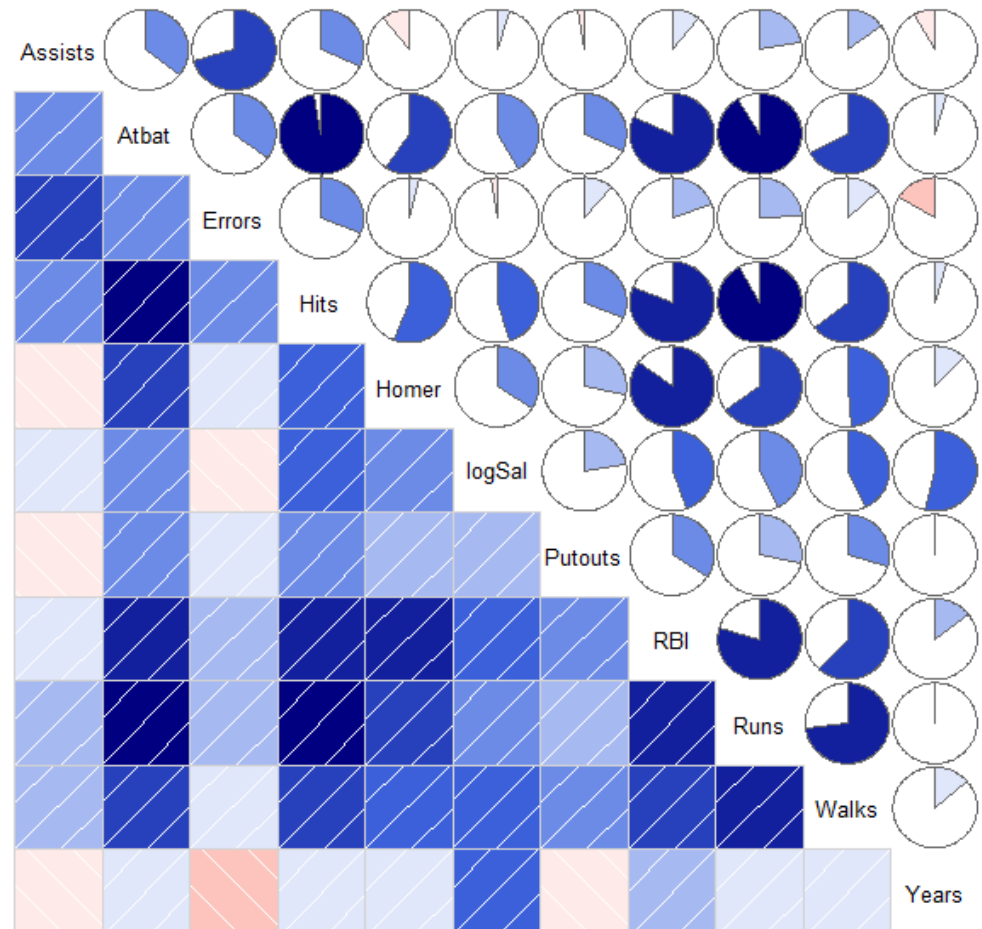 Assists
Atbat
Errors
Hits
Homer
logSal
Putouts
RBI
Runs
Walks
Years